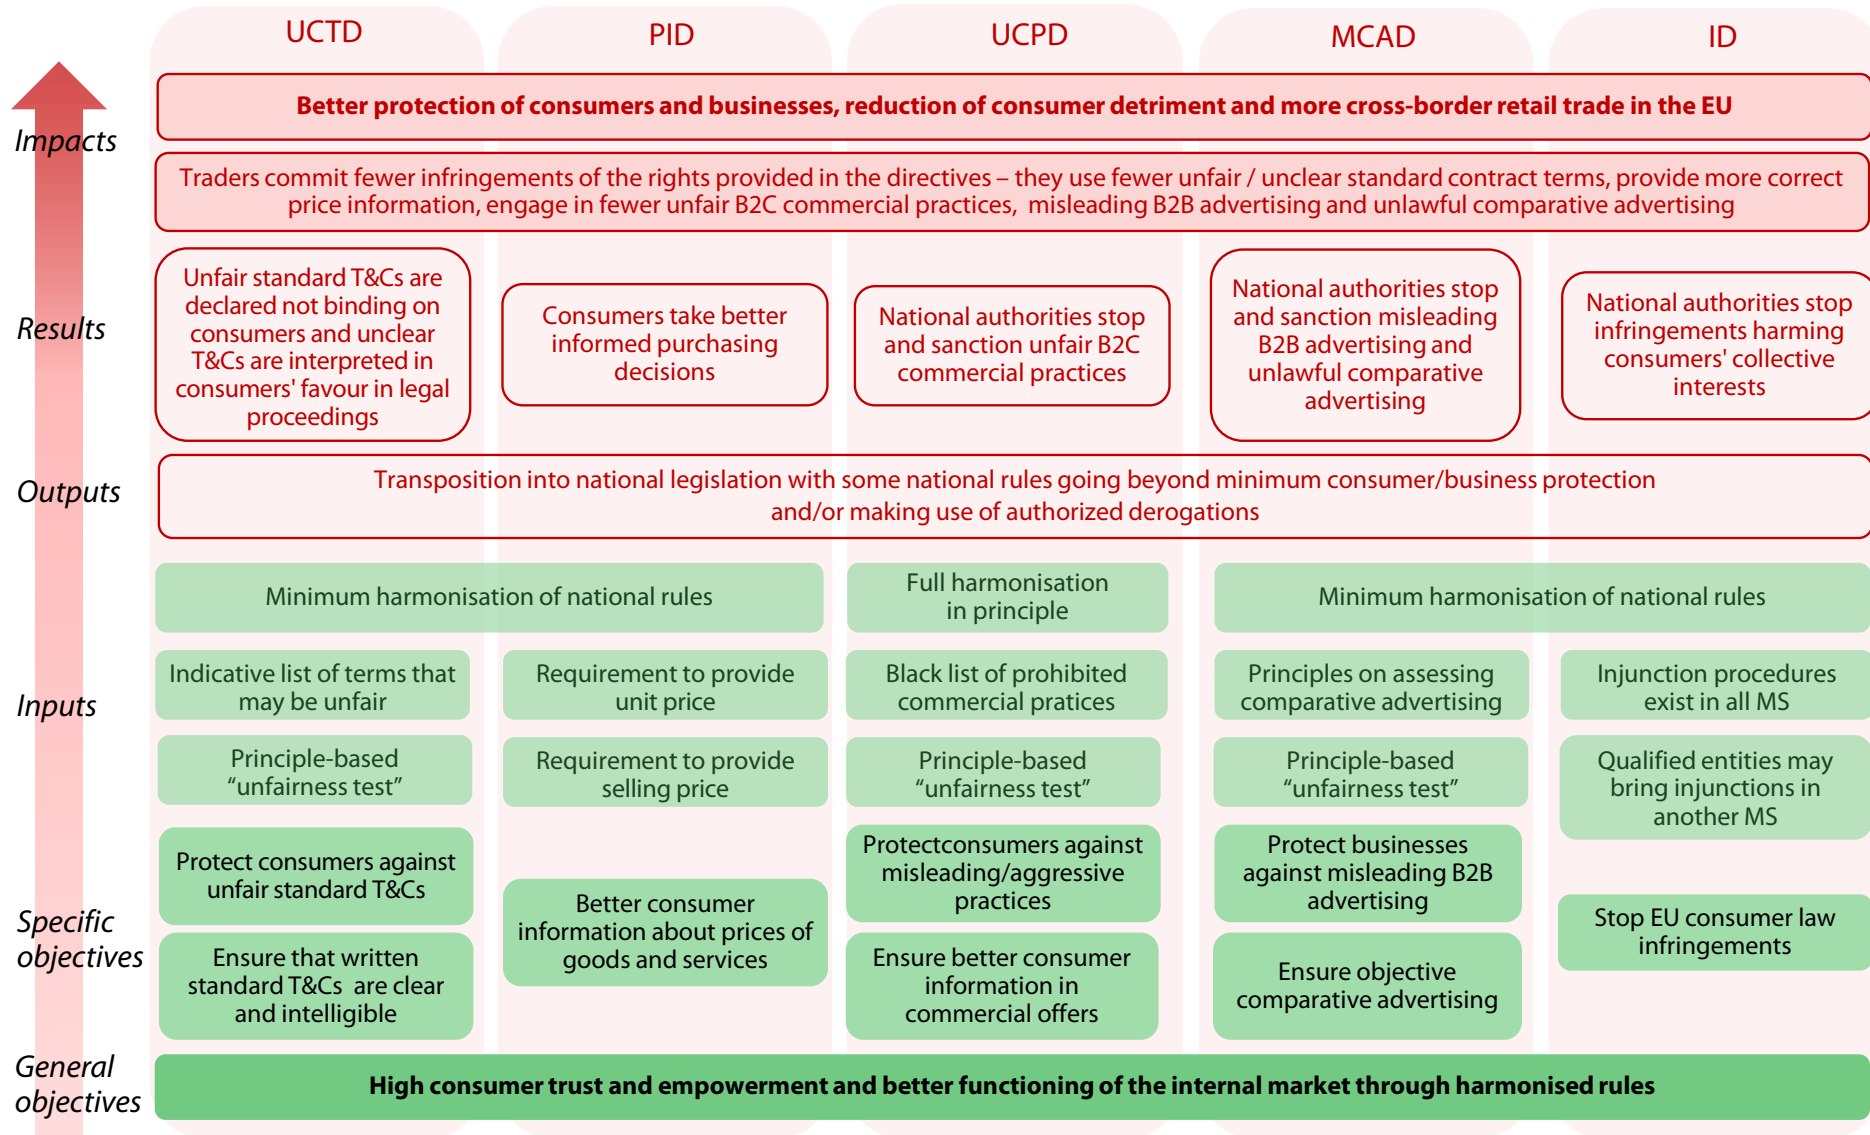 UCTD
PID
UCPD
MCAD
ID
Impacts
Better protection of consumers and businesses, reduction of consumer detriment and more cross-border retail trade in the EU
Traders commit fewer infringements of the rights provided in the directives – they use fewer unfair / unclear standard contract terms, provide more correct
price information, engage in fewer unfair B2C commercial practices, misleading B2B advertising and unlawful comparative advertising
Results
Unfair standard T&Cs are
declared not binding on
consumers and unclear
T&Cs are interpreted in
consumers' favour in legal
proceedings
Consumers take better
informed purchasing
decisions
National authorities stop
and sanction unfair B2C
commercial practices
National authorities stop
and sanction misleading
B2B advertising and
unlawful comparative
advertising
National authorities stop
infringements harming
consumers' collective
interests
Outputs
Transposition into national legislation with some national rules going beyond minimum consumer/business protection
and/or making use of authorized derogations
Inputs
Minimum harmonisation of national rules
Full harmonisation
in principle
Minimum harmonisation of national rules
Indicative list of terms that
may be unfair
Requirement to provide
unit price
Black list of prohibited
commercial pratices
Principles on assessing
comparative advertising
Injunction procedures
exist in all MS
Principle-based
“unfairness test”
Requirement to provide
selling price
Principle-based
“unfairness test”
Principle-based
“unfairness test”
Qualified entities may
bring injunctions in
another MS
Specific
objectives
Protect consumers against
unfair standard T&Cs
Ensure that written
standard T&Cs are clear
and intelligible
Better consumer
information about prices of
goods and services
Protectconsumers against
misleading/aggressive
practices
Ensure better consumer
information in
commercial offers
Protect businesses
against misleading B2B
advertising
Ensure objective
comparative advertising
Stop EU consumer law
infringements
General
objectives
High consumer trust and empowerment and better functioning of the internal market through harmonised rules